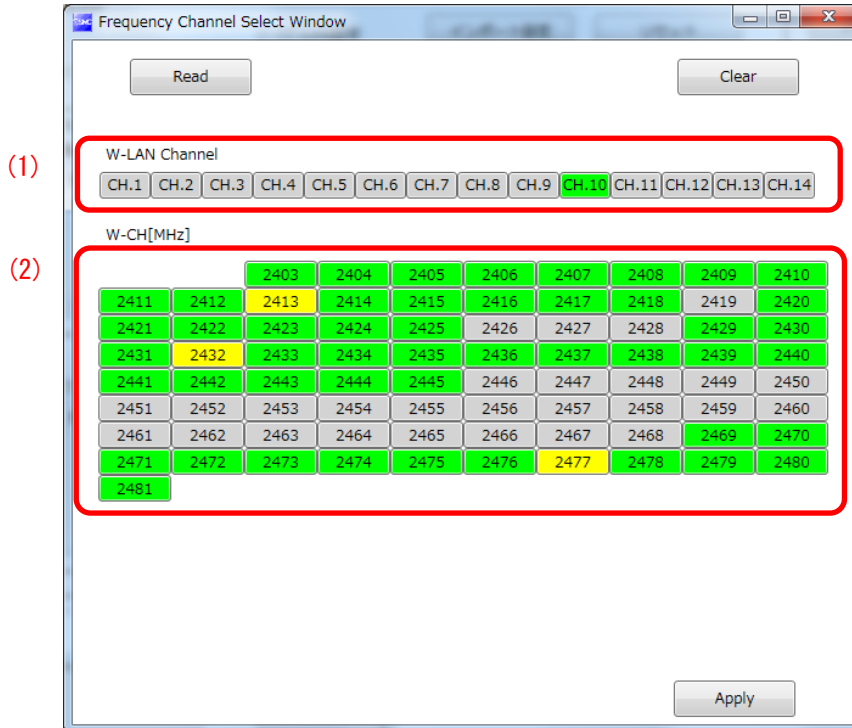 Frequency Channel Select Window
Read Clear
(1)
W-LAN Channel
CH.1 CH.2 CH.3 CH.4 CH.5 CH.6 CH.7 CH.8 CH.9 CH.10 CH.11 CH.12 CH.13 CH.14
W-CH[MHz]
(2)
2403 2404 2405 2406 2407 2408 2409 2410
2411 2412 2413 2414 2415 2416 2417 2418 2419 2420
2421 2422 2423 2424 2425 2426 2427 2428 2429 2430
2431 2432 2433 2434 2435 2436 2437 2438 2439 2440
2441 2442 2443 2444 2445 2446 2447 2448 2449 2450
2451 2452 2453 2454 2455 2456 2457 2458 2459 2460
2461 2462 2463 2464 2465 2466 2467 2468 2469 2470
2471 2472 2473 2474 2475 2476 2477 2478 2479 2480
2481
Apply